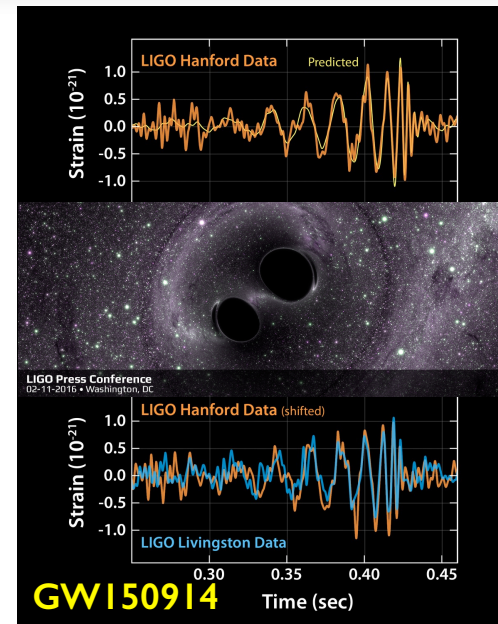 LIGO Hanford Data
Predicted
1.0
0.5
0.0
-0.5
-1.0
Strain (10-21)
LIGO Press Conference
02-11-2016 • Washington, DC
LIGO Hanford Data (shifted)
1.0
0.5
0.0
-0.5
-1.0
Strain (10-21)
LIGO Livingston Data
0.30 0.35 0.40 0.45
GW150914 Time (sec)